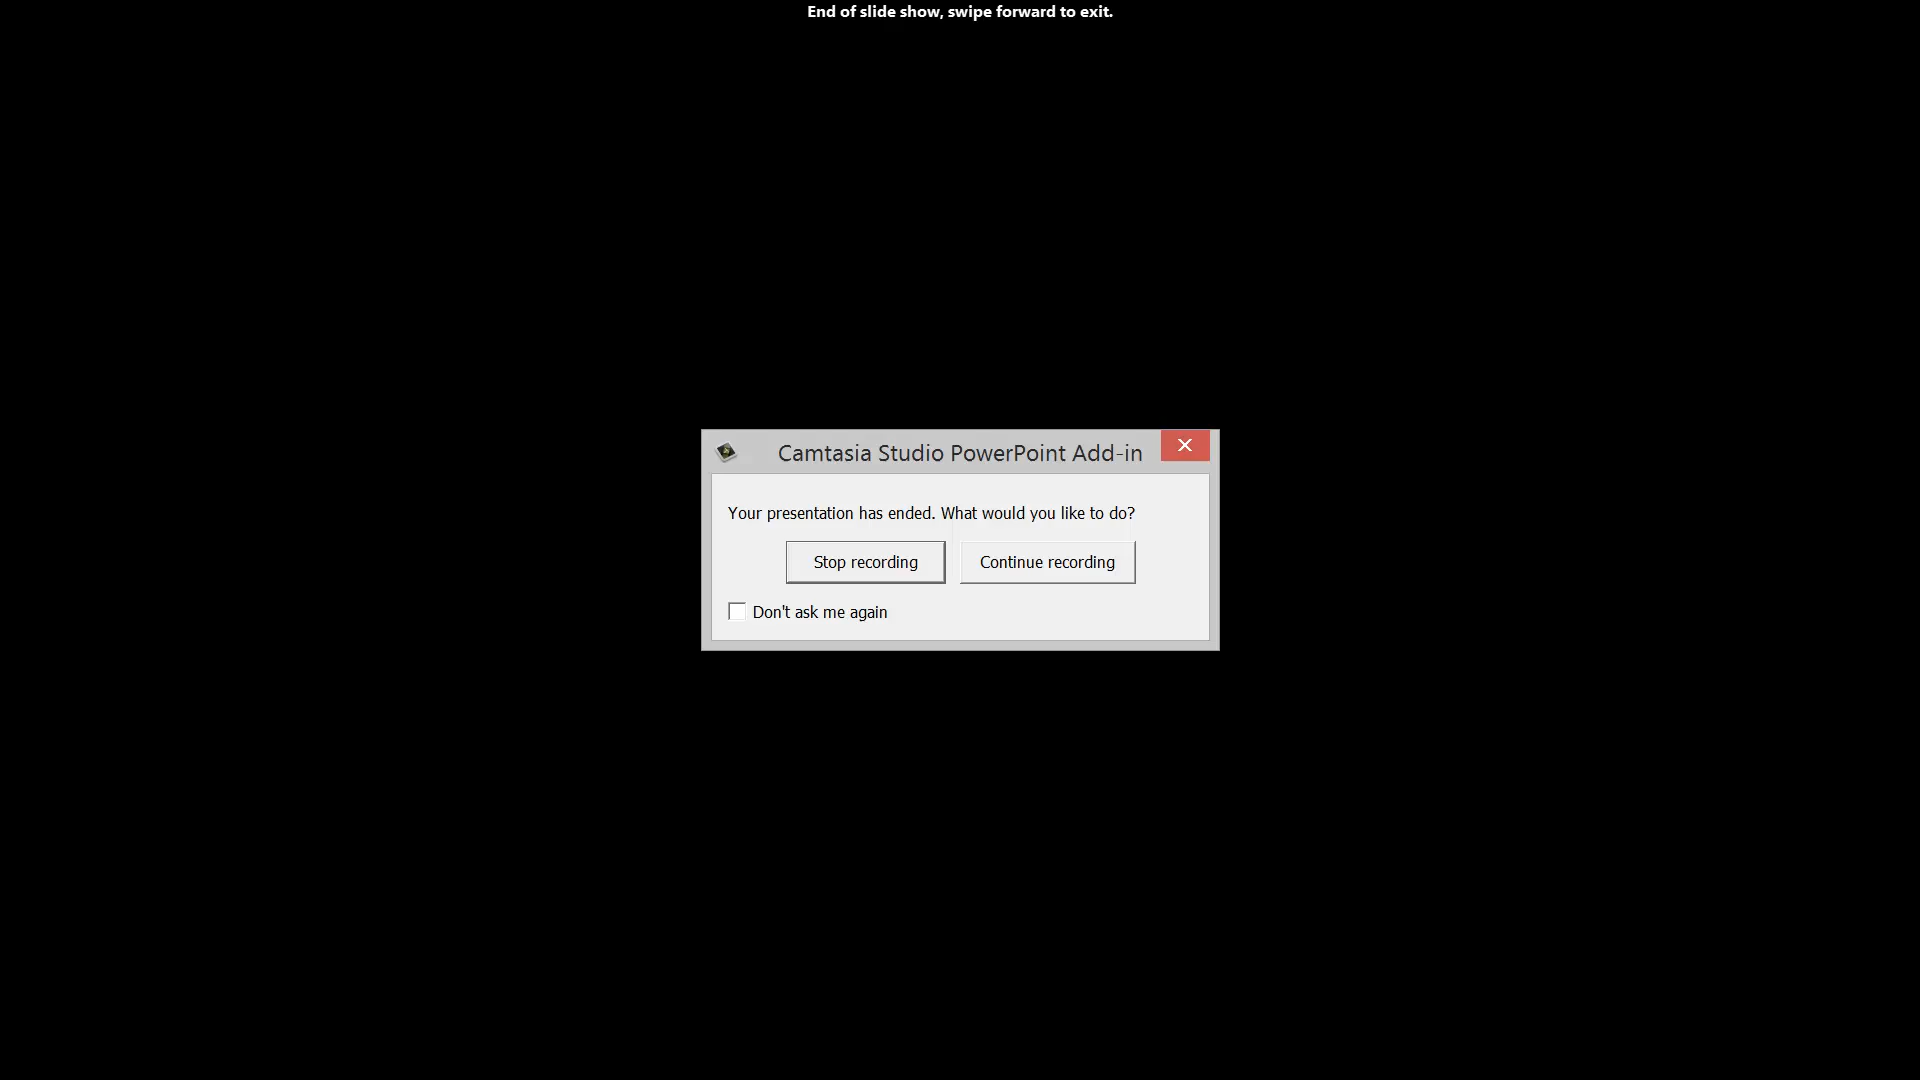 End of slide show, swipe forward to exit.
Camtasia Studio PowerPoint Add-in
Your presentation has ended. What would you like to do?
Stop recording
Continue recording
Don't ask me again